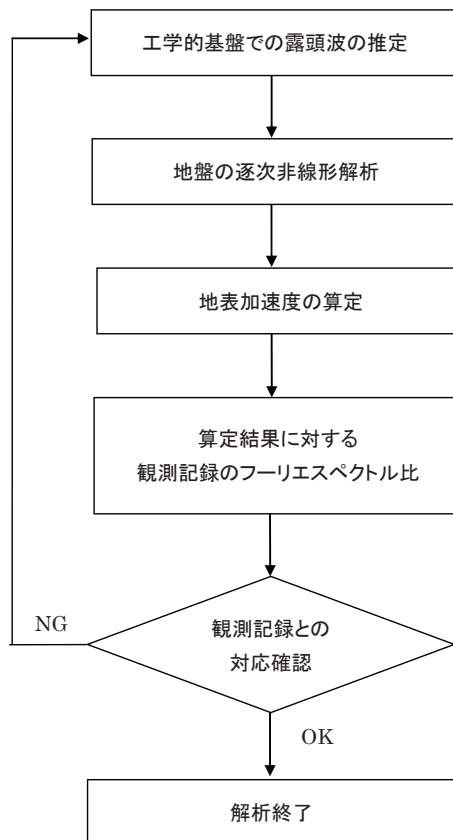 工学的基盤での露頭波の推定
地盤の逐次非線形解析
地表加速度の算定
算定結果に対する
観測記録のフーリエスペクトル比
観測記録との
対応確認
NG
OK
解析終了